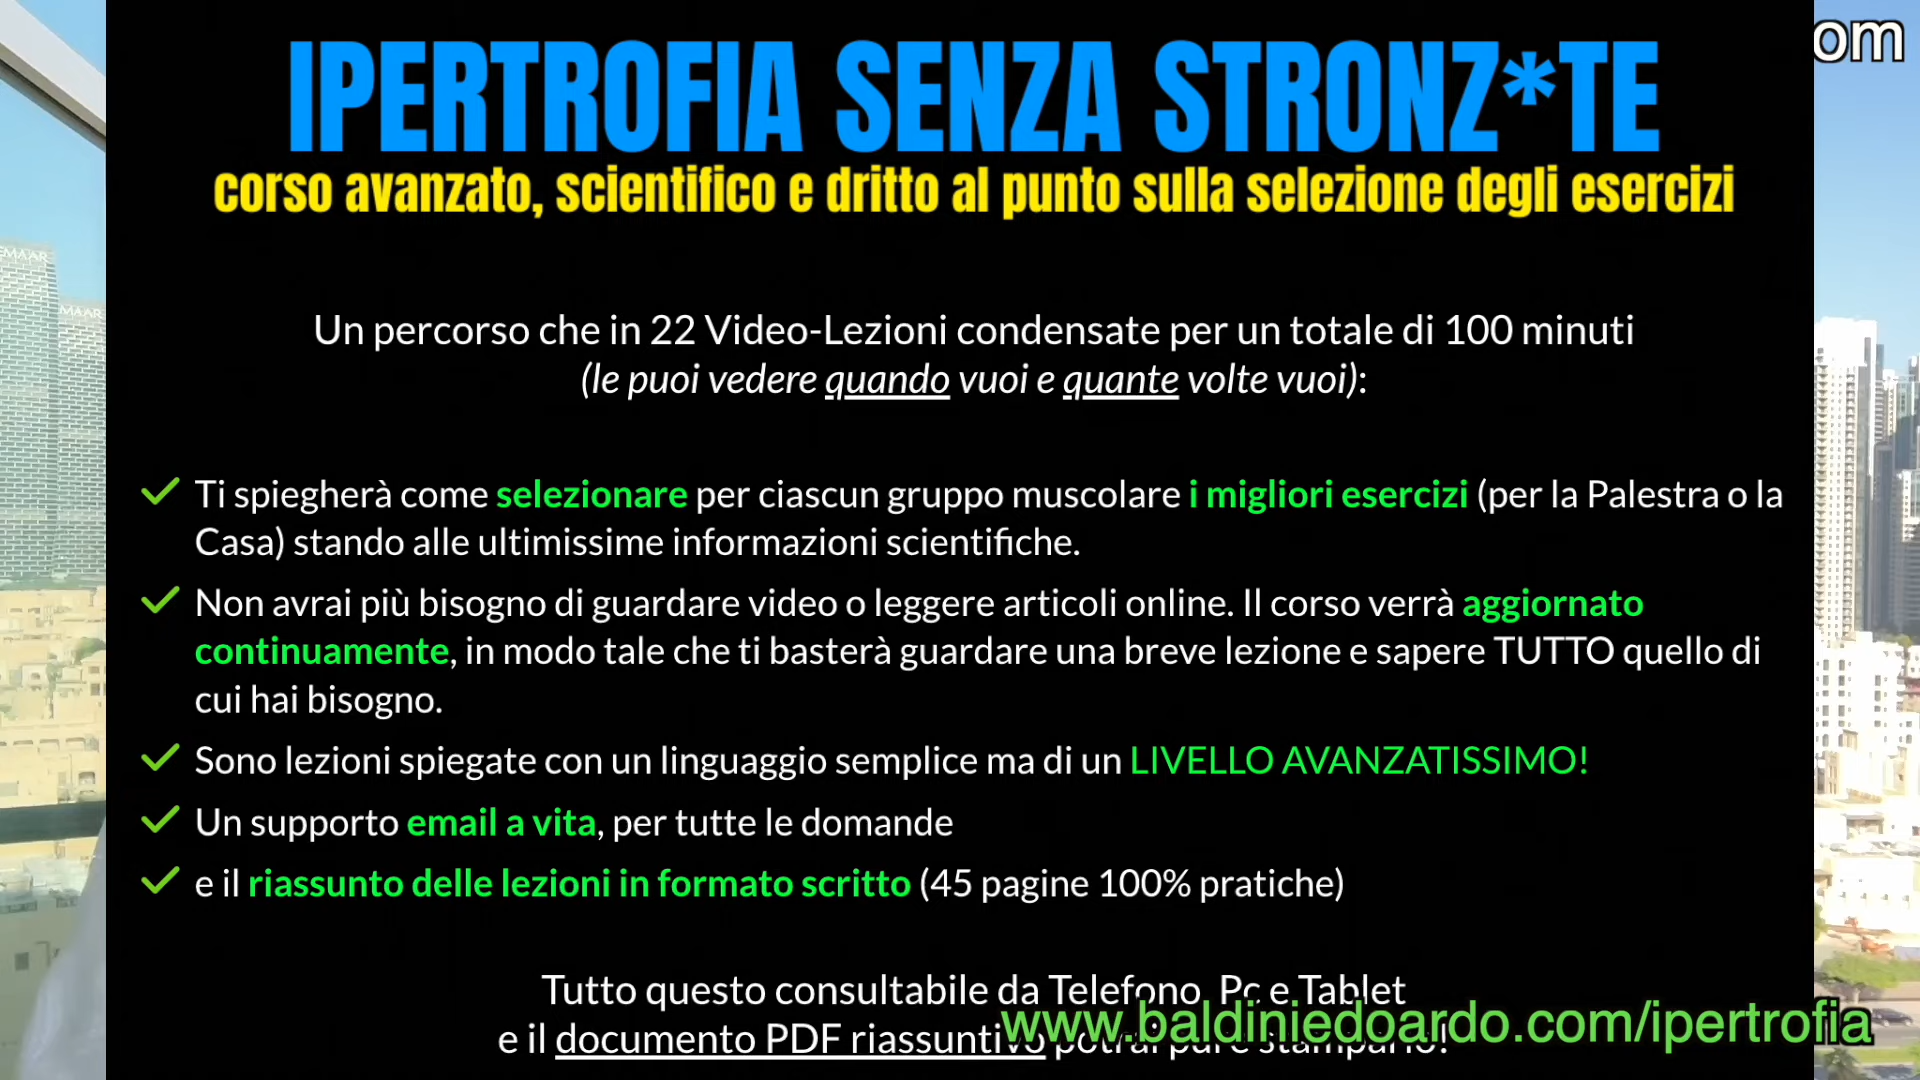 om
IPERTROFIA SENZA STRONZ*TE
corso avanzato, scientifico e dritto al punto sulla selezione degli esercizi
EMAAR
MAAR
Un percorso che in 22 Video-Lezioni condensate per un totale di 100 minuti
(le puoi vedere quando vuoi e quante volte vuoi):
Ti spiegherà come selezionare per ciascun gruppo muscolare i migliori esercizi (per la Palestra o la
Casa) stando alle ultimissime informazioni scientifiche.
Non avrai più bisogno di guardare video o leggere articoli online. Il corso verrà aggiornato
continuamente, in modo tale che ti basterà guardare una breve lezione e sapere TUTTO quello di
cui hai bisogno.
Sono lezioni spiegate con un linguaggio semplice ma di un LIVELLO AVANZATISSIMO!
Un supporto email a vita, per tutte le domande
e il riassunto delle lezioni in formato scritto (45 pagine 100% pratiche)
Tutto questo consultabile da Telefono, Pc e Tablet
www.baldiniedoardo.com/ipertrofia
e il documento PDF riassuntivo potrai pure stamparlo!